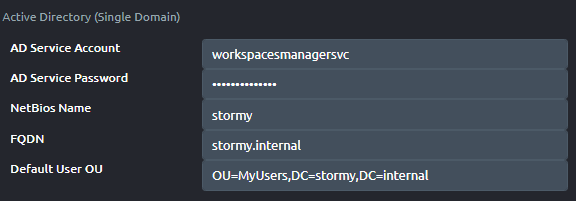 Active Directory (Single Domain)
AD Service Account workspacesmanagersvc
AD Service Password ••••••••••••••
NetBios Name stormy
FQDN stormy.internal
Default User OU OU=MyUsers,DC=stormy,DC=internal